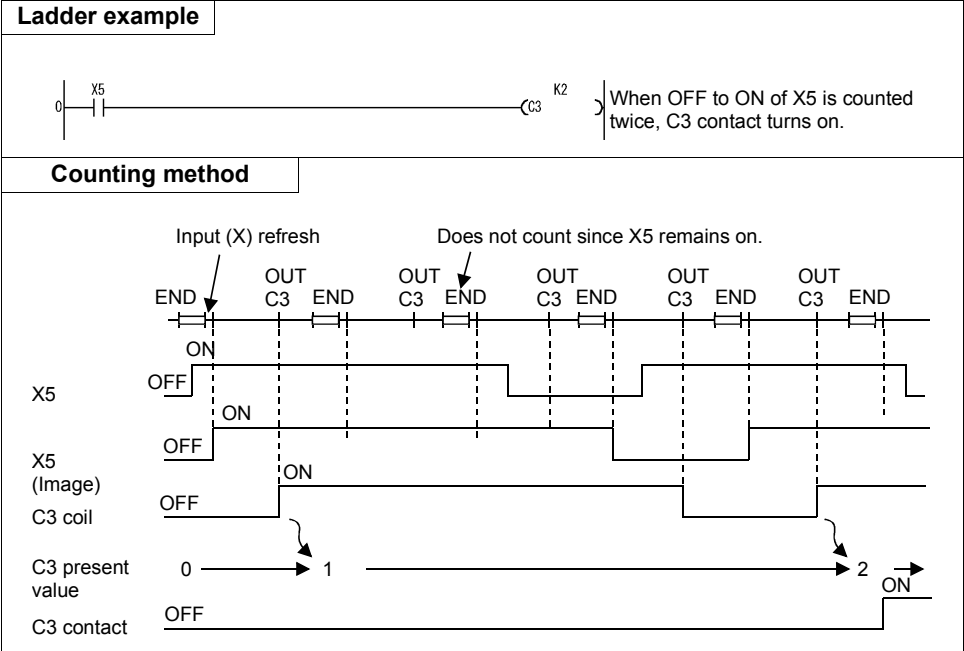 Ladder example
X5
K2
0
C3
When OFF to ON of X5 is counted
twice, C3 contact turns on.
Counting method
Input (X) refresh
Does not count since X5 remains on.
OUT OUT OUT OUT OUT
END C3 END C3 END C3 END C3 END C3 END
ON
OFF
X5
ON
OFF
X5
(Image)
ON
OFF
C3 coil
C3 present
value
0 1 2
ON
OFF
C3 contact